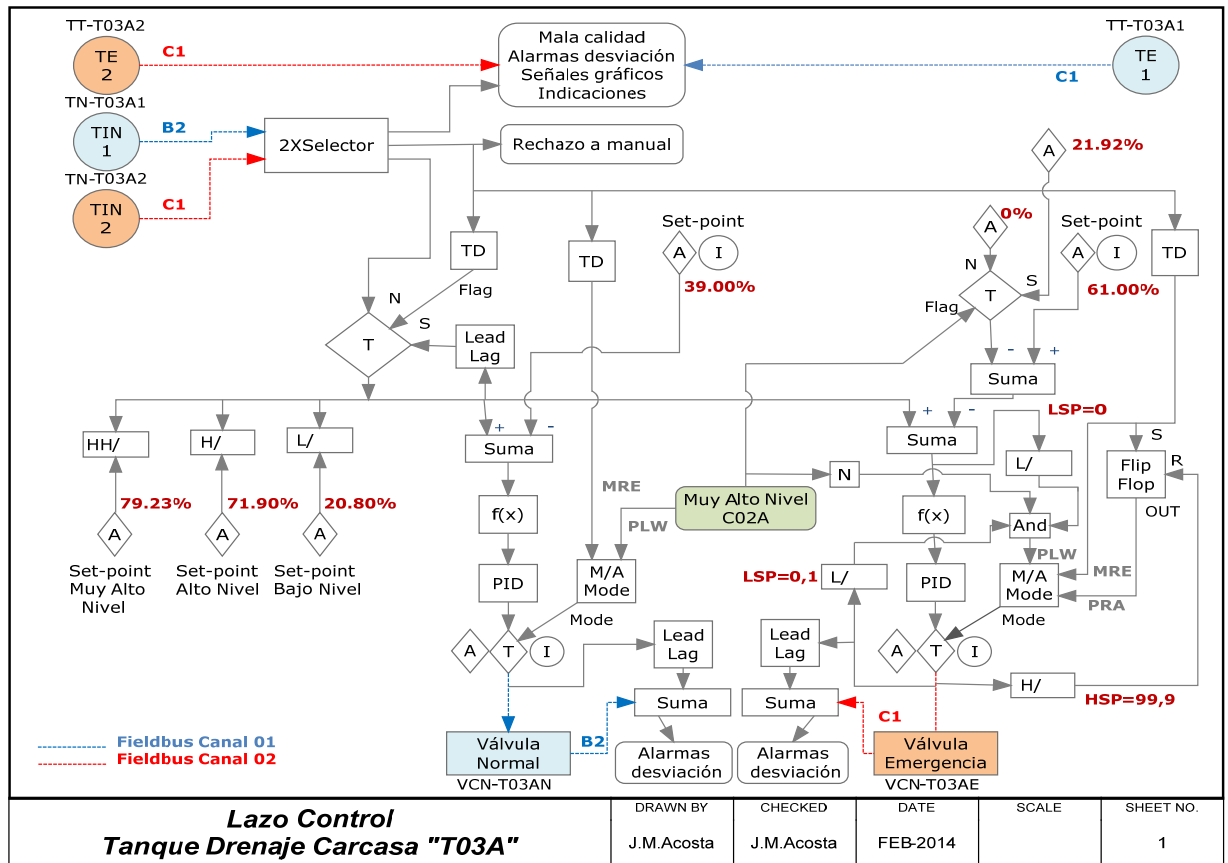 TT-T03A2
TE
2
C1
Mala calidad
Alarmas desviación
Señales gráficos
Indicaciones
TT-T03A1
TE
1
C1
TN-T03A1
TIN
1
B2
2XSelector
Rechazo a manual
TN-T03A2
TIN
2
C1
A
21.92%
TD
Flag
TD
Set-point
A
I
39.00%
A
0%
N
T
S
Flag
Set-point
A
I
61.00%
TD
N
S
T
Lead
Lag
-
+
Suma
HH/
H/
L/
79.23%
71.90%
20.80%
A
A
A
Set-point
Muy Alto
Nivel
Set-point
Alto Nivel
Set-point
Bajo Nivel
+
-
Suma
f(x)
PID
MRE
PLW
Muy Alto Nivel
C02A
M/A
Mode
Mode
A
T
I
+
-
Suma
LSP=0
L/
S
Flip
Flop
R
OUT
N
f(x)
And
PLW
LSP=0,1
L/
PID
M/A
Mode
MRE
PRA
Mode
A
T
I
Lead
Lag
Suma
Alarmas
desviación
Lead
Lag
Suma
Alarmas
desviación
H/
HSP=99,9
C1
B2
Fieldbus Canal 01
Fieldbus Canal 02
Válvula
Normal
VCN-T03AN
Válvula
Emergencia
VCN-T03AE
Lazo Control
Tanque Drenaje Carcasa "T03A"
DRAWN BY
J.M.Acosta
CHECKED
J.M.Acosta
DATE
FEB-2014
SCALE
SHEET NO.
1